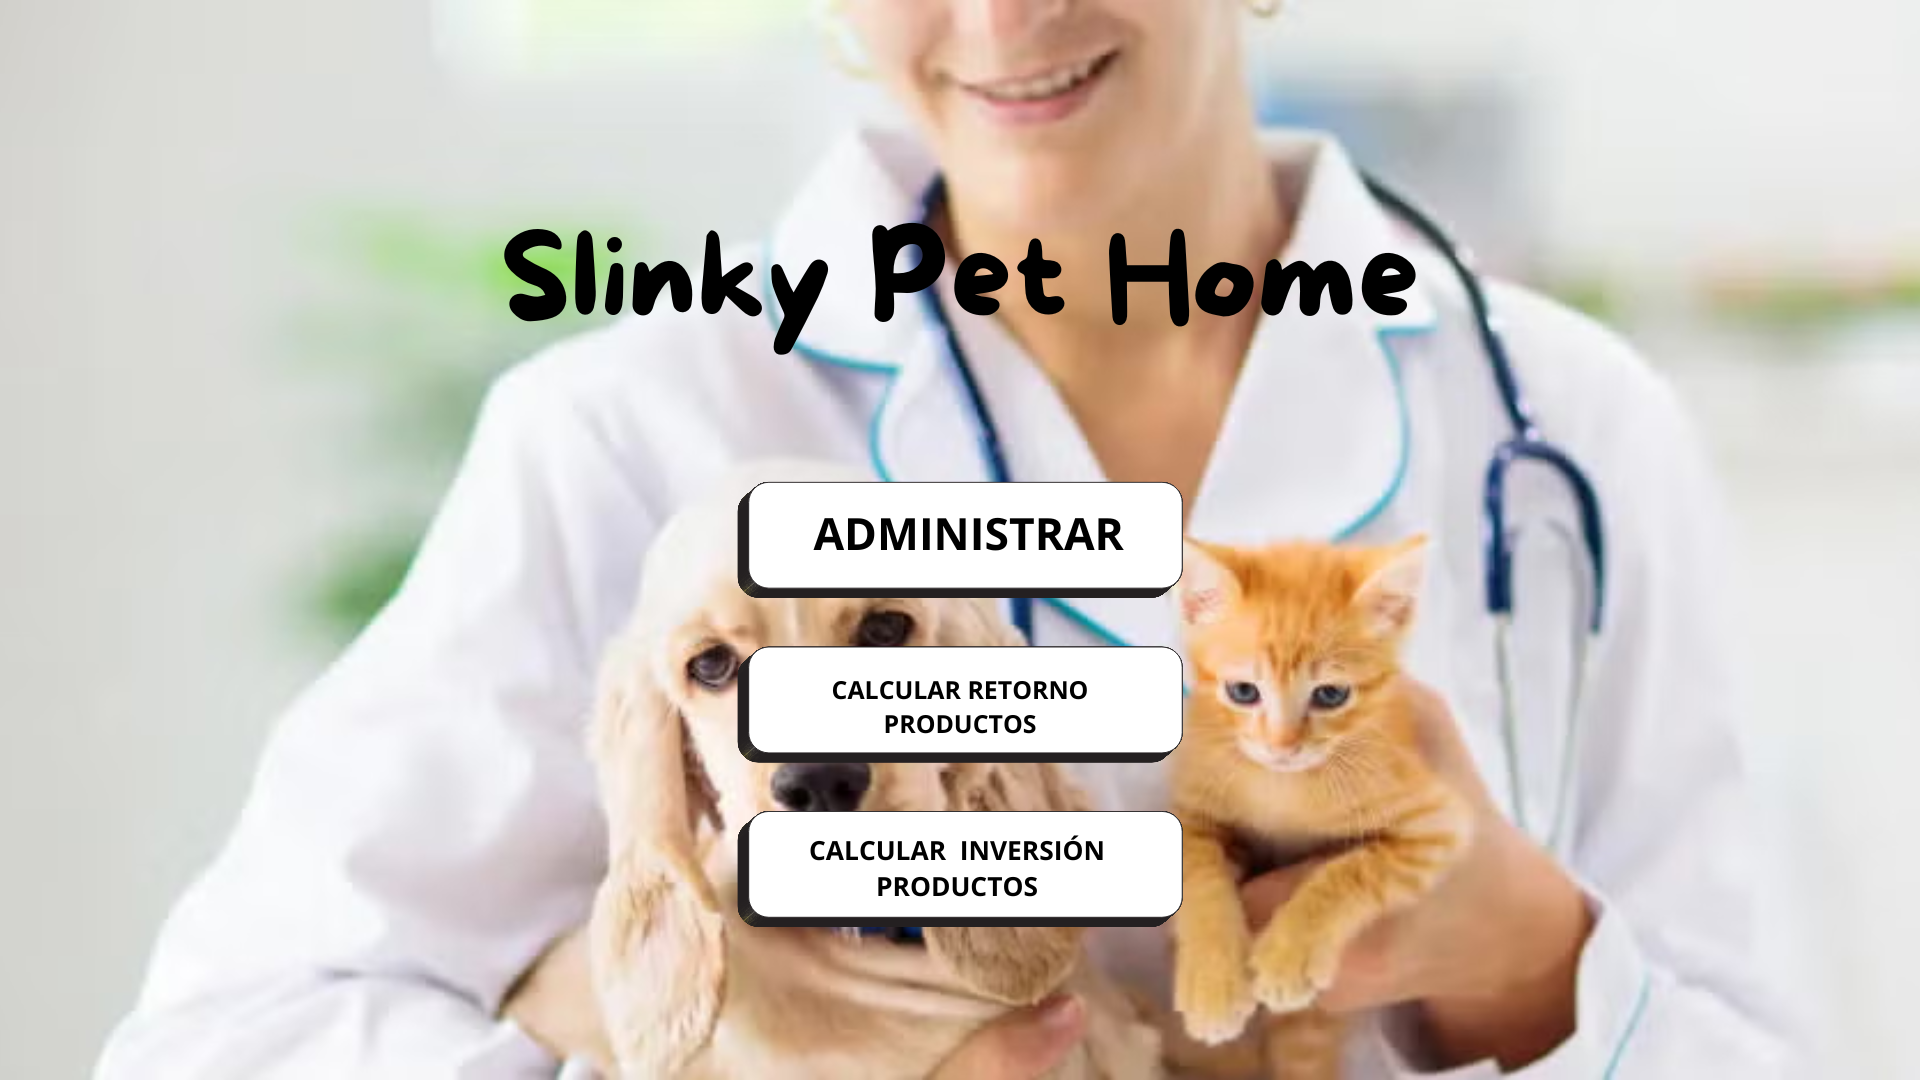 Slinky Pet Home
ADMINISTRAR
CALCULAR RETORNO
PRODUCTOS
CALCULAR  INVERSIÓN
PRODUCTOS